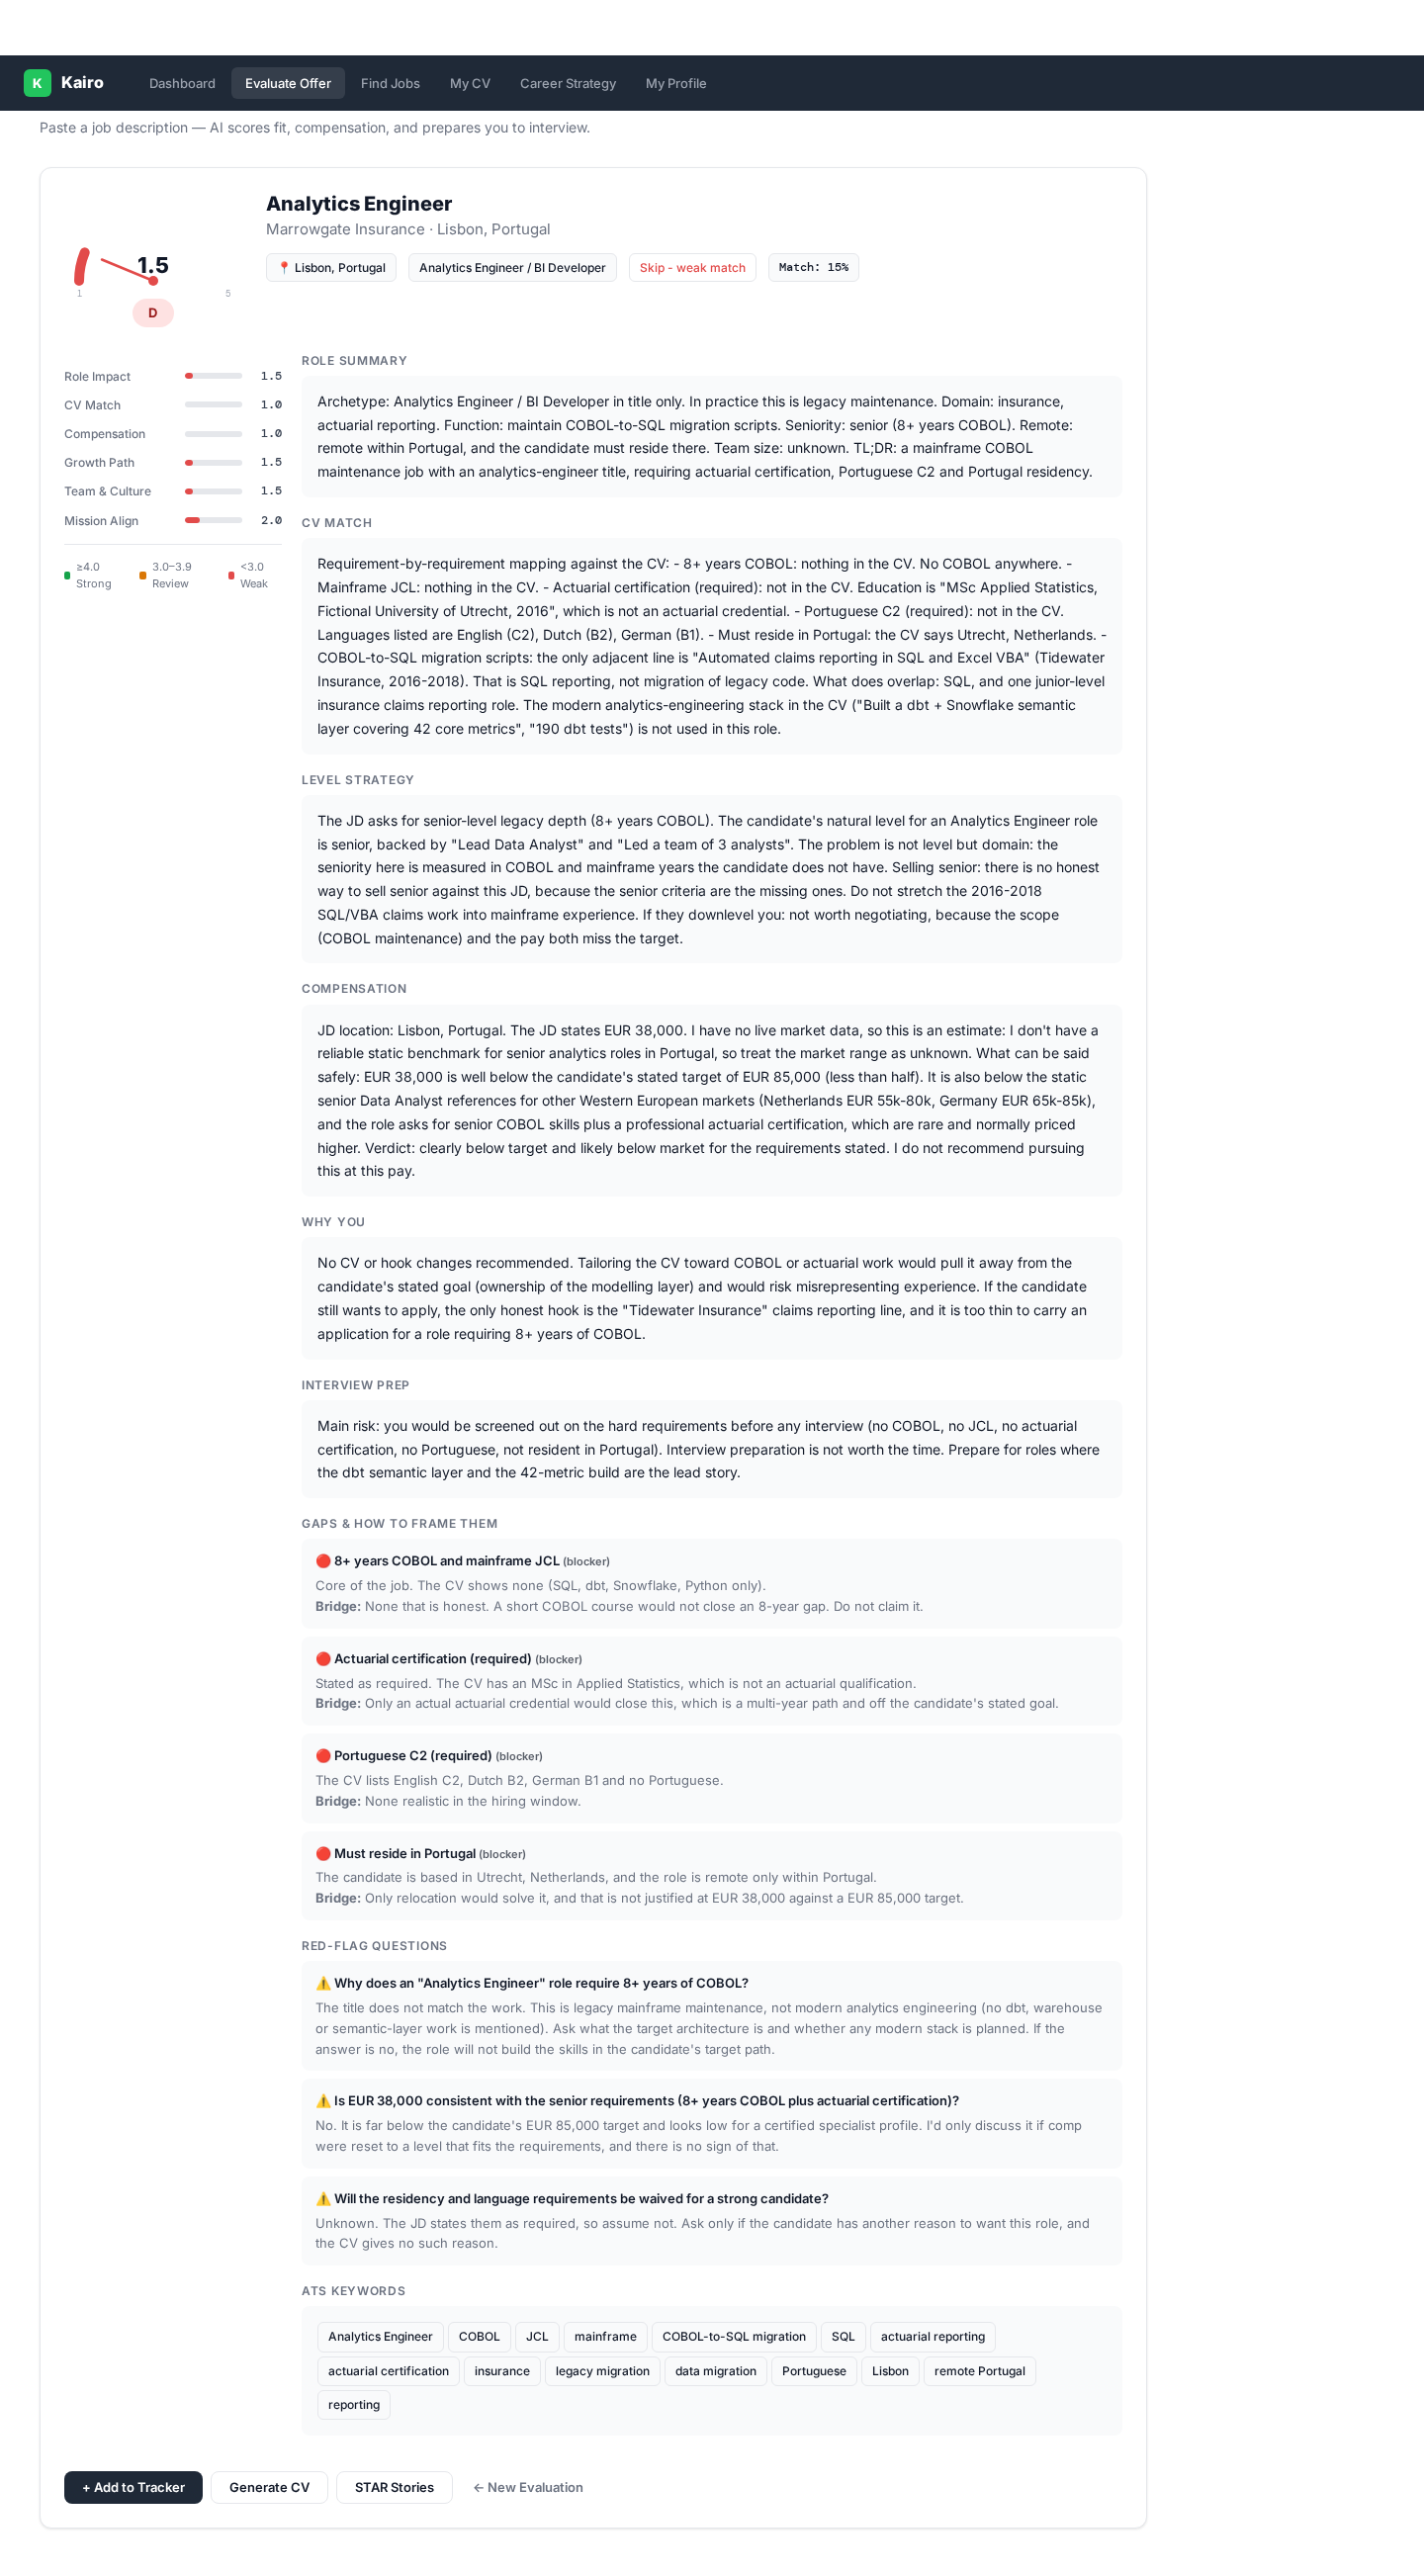 K Kairo Dashboard Evaluate Offer Find Jobs My CV Career Strategy My Profile
Paste a job description — AI scores fit, compensation, and prepares you to interview.
1.5
1 5
D
Analytics Engineer
Marrowgate Insurance · Lisbon, Portugal
📍 Lisbon, Portugal Analytics Engineer / BI Developer Skip - weak match Match: 15%
Role Impact 1.5
CV Match 1.0
Compensation 1.0
Growth Path 1.5
Team & Culture 1.5
Mission Align 2.0
≥4.0 Strong
3.0–3.9 Review
<3.0 Weak
ROLE SUMMARY
Archetype: Analytics Engineer / BI Developer in title only. In practice this is legacy maintenance. Domain: insurance,
actuarial reporting. Function: maintain COBOL-to-SQL migration scripts. Seniority: senior (8+ years COBOL). Remote:
remote within Portugal, and the candidate must reside there. Team size: unknown. TL;DR: a mainframe COBOL
maintenance job with an analytics-engineer title, requiring actuarial certification, Portuguese C2 and Portugal residency.
CV MATCH
Requirement-by-requirement mapping against the CV: - 8+ years COBOL: nothing in the CV. No COBOL anywhere. -
Mainframe JCL: nothing in the CV. - Actuarial certification (required): not in the CV. Education is "MSc Applied Statistics,
Fictional University of Utrecht, 2016", which is not an actuarial credential. - Portuguese C2 (required): not in the CV.
Languages listed are English (C2), Dutch (B2), German (B1). - Must reside in Portugal: the CV says Utrecht, Netherlands. -
COBOL-to-SQL migration scripts: the only adjacent line is "Automated claims reporting in SQL and Excel VBA" (Tidewater
Insurance, 2016-2018). That is SQL reporting, not migration of legacy code. What does overlap: SQL, and one junior-level
insurance claims reporting role. The modern analytics-engineering stack in the CV ("Built a dbt + Snowflake semantic
layer covering 42 core metrics", "190 dbt tests") is not used in this role.
LEVEL STRATEGY
The JD asks for senior-level legacy depth (8+ years COBOL). The candidate's natural level for an Analytics Engineer role
is senior, backed by "Lead Data Analyst" and "Led a team of 3 analysts". The problem is not level but domain: the
seniority here is measured in COBOL and mainframe years the candidate does not have. Selling senior: there is no honest
way to sell senior against this JD, because the senior criteria are the missing ones. Do not stretch the 2016-2018
SQL/VBA claims work into mainframe experience. If they downlevel you: not worth negotiating, because the scope
(COBOL maintenance) and the pay both miss the target.
COMPENSATION
JD location: Lisbon, Portugal. The JD states EUR 38,000. I have no live market data, so this is an estimate: I don't have a
reliable static benchmark for senior analytics roles in Portugal, so treat the market range as unknown. What can be said
safely: EUR 38,000 is well below the candidate's stated target of EUR 85,000 (less than half). It is also below the static
senior Data Analyst references for other Western European markets (Netherlands EUR 55k-80k, Germany EUR 65k-85k),
and the role asks for senior COBOL skills plus a professional actuarial certification, which are rare and normally priced
higher. Verdict: clearly below target and likely below market for the requirements stated. I do not recommend pursuing
this at this pay.
WHY YOU
No CV or hook changes recommended. Tailoring the CV toward COBOL or actuarial work would pull it away from the
candidate's stated goal (ownership of the modelling layer) and would risk misrepresenting experience. If the candidate
still wants to apply, the only honest hook is the "Tidewater Insurance" claims reporting line, and it is too thin to carry an
application for a role requiring 8+ years of COBOL.
INTERVIEW PREP
Main risk: you would be screened out on the hard requirements before any interview (no COBOL, no JCL, no actuarial
certification, no Portuguese, not resident in Portugal). Interview preparation is not worth the time. Prepare for roles where
the dbt semantic layer and the 42-metric build are the lead story.
GAPS & HOW TO FRAME THEM
🔴 8+ years COBOL and mainframe JCL (blocker)
Core of the job. The CV shows none (SQL, dbt, Snowflake, Python only).
Bridge: None that is honest. A short COBOL course would not close an 8-year gap. Do not claim it.
🔴 Actuarial certification (required) (blocker)
Stated as required. The CV has an MSc in Applied Statistics, which is not an actuarial qualification.
Bridge: Only an actual actuarial credential would close this, which is a multi-year path and off the candidate's stated goal.
🔴 Portuguese C2 (required) (blocker)
The CV lists English C2, Dutch B2, German B1 and no Portuguese.
Bridge: None realistic in the hiring window.
🔴 Must reside in Portugal (blocker)
The candidate is based in Utrecht, Netherlands, and the role is remote only within Portugal.
Bridge: Only relocation would solve it, and that is not justified at EUR 38,000 against a EUR 85,000 target.
RED-FLAG QUESTIONS
⚠️ Why does an "Analytics Engineer" role require 8+ years of COBOL?
The title does not match the work. This is legacy mainframe maintenance, not modern analytics engineering (no dbt, warehouse
or semantic-layer work is mentioned). Ask what the target architecture is and whether any modern stack is planned. If the
answer is no, the role will not build the skills in the candidate's target path.
⚠️ Is EUR 38,000 consistent with the senior requirements (8+ years COBOL plus actuarial certification)?
No. It is far below the candidate's EUR 85,000 target and looks low for a certified specialist profile. I'd only discuss it if comp
were reset to a level that fits the requirements, and there is no sign of that.
⚠️ Will the residency and language requirements be waived for a strong candidate?
Unknown. The JD states them as required, so assume not. Ask only if the candidate has another reason to want this role, and
the CV gives no such reason.
ATS KEYWORDS
Analytics Engineer COBOL JCL mainframe COBOL-to-SQL migration SQL actuarial reporting
actuarial certification insurance legacy migration data migration Portuguese Lisbon remote Portugal
reporting
+ Add to Tracker Generate CV STAR Stories ← New Evaluation